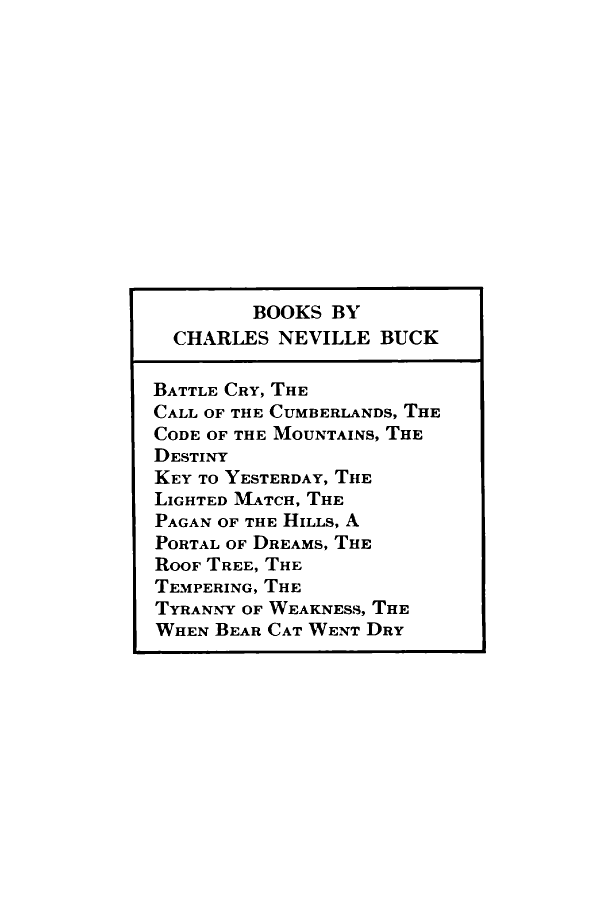 BOOKS BY
CHARLES NEVILLE BUCK
BATTLE CRY, THE
CALL OF THE CUMBERLANDS, THE
CODE OF THE MOUNTAINS, THE
DESTINY
KEY TO YESTERDAY, THE
LIGHTED MATCH, THE
PAGAN OF THE HILLS, A
PORTAL OF DREAMS, THE
ROOF TREE, THE
TEMPERING, THE
TYRANNY OF WEAKNESS, THE
WHEN BEAR CAT WENT DRY